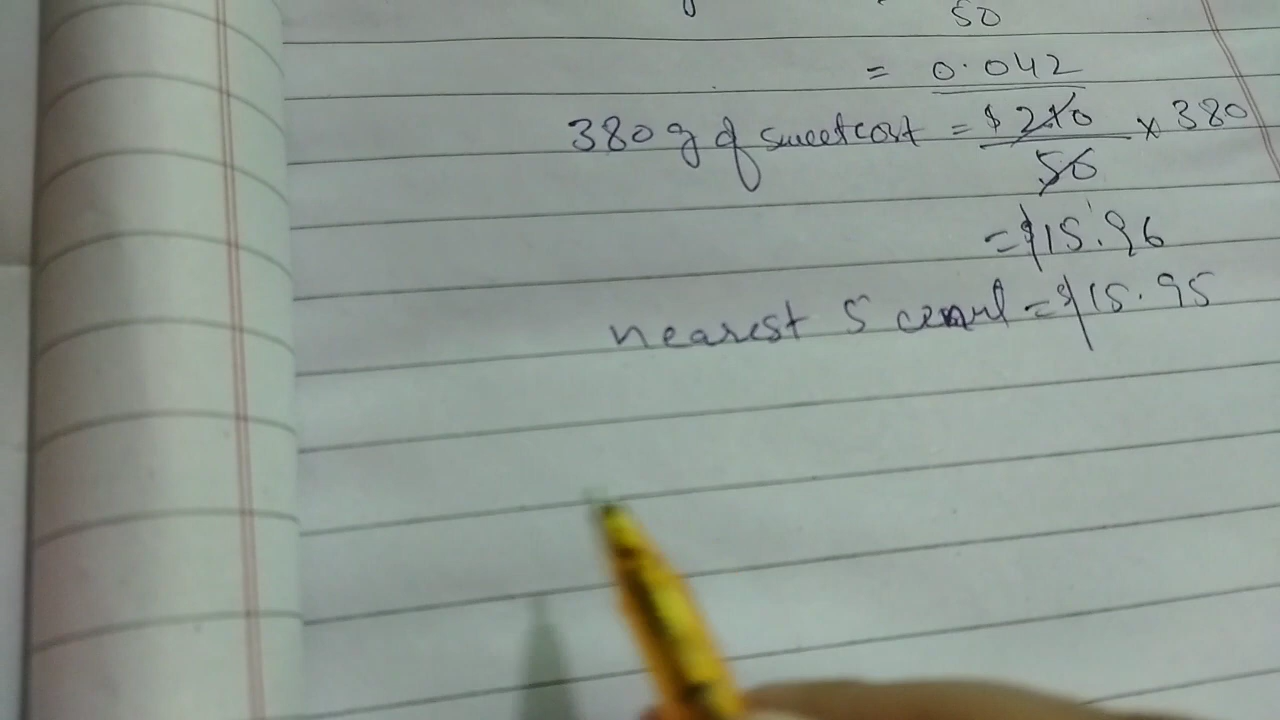 50
= 0.042
380 g of sweet cost = $ 2.10 × 380
50
= $15.96
nearest 5 cent = $15.95